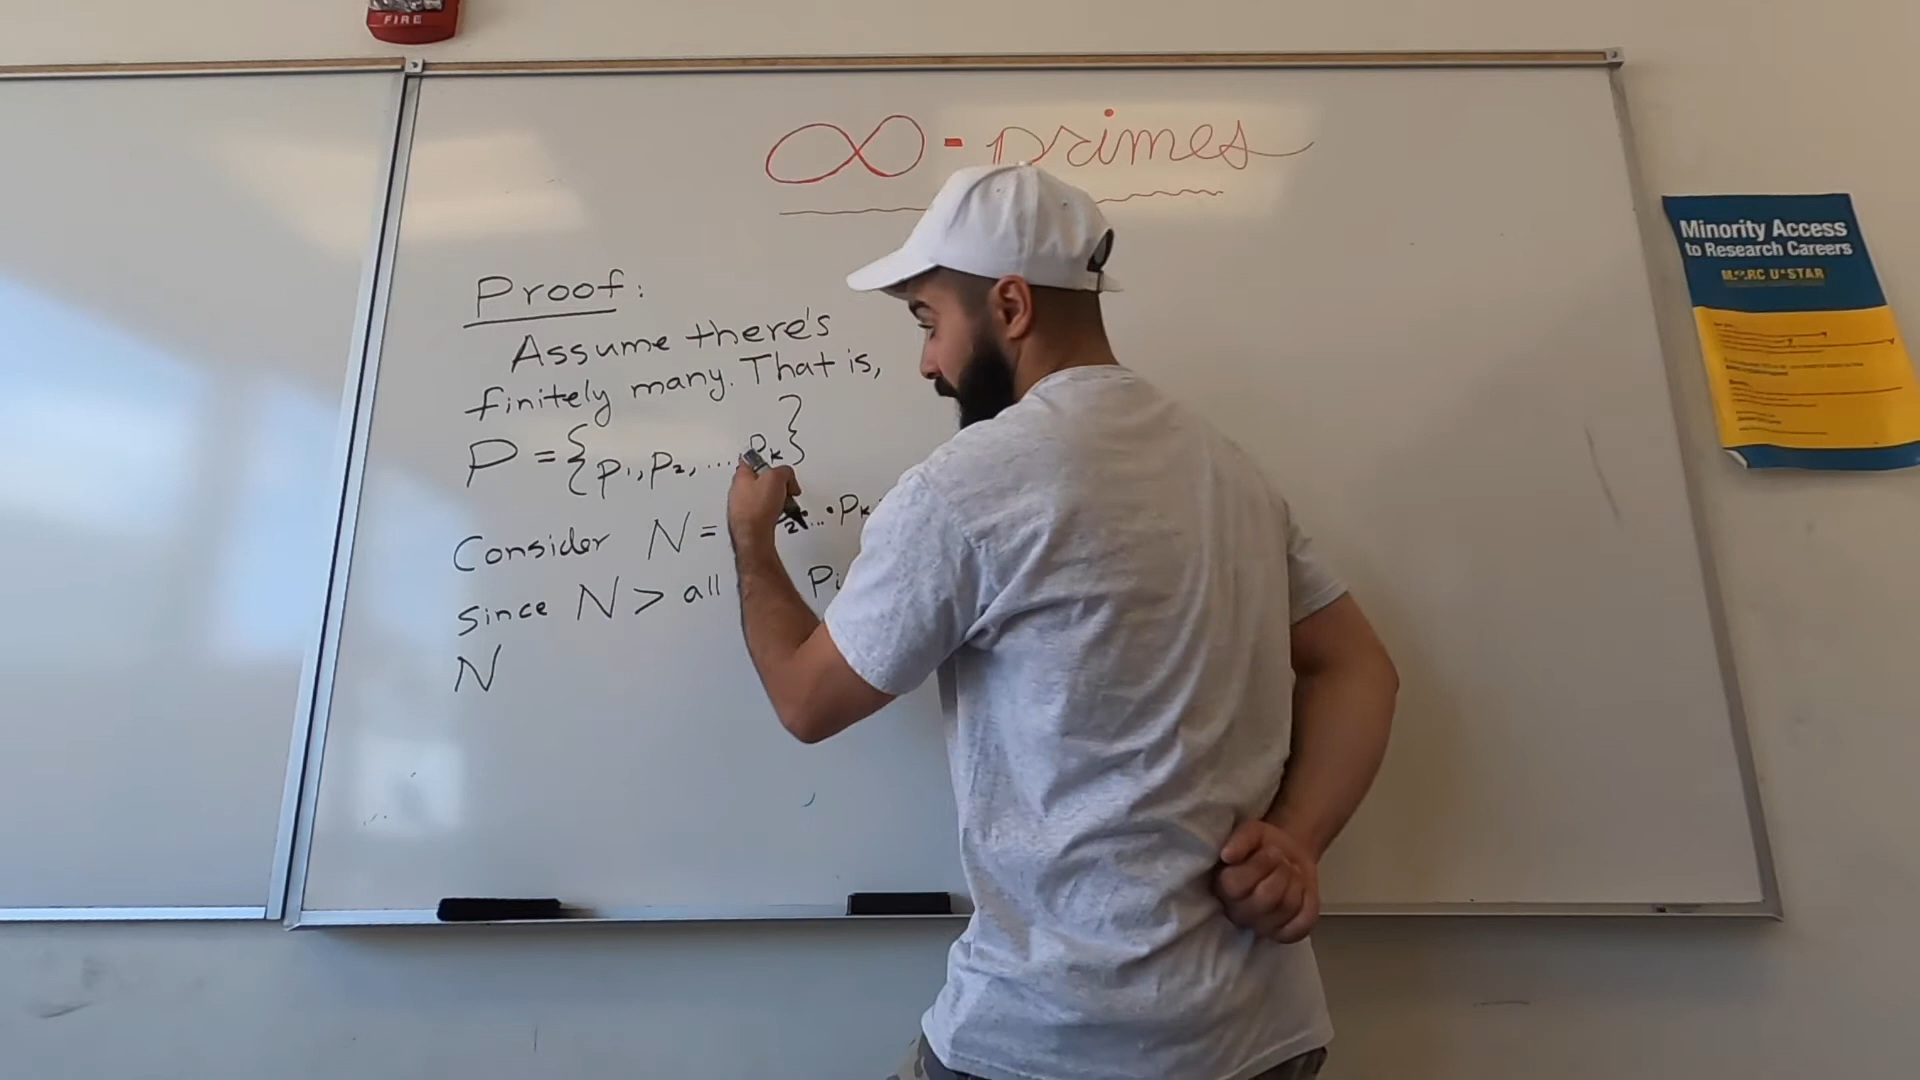 FIRE
∞ - primes
Proof:
Assume there's
finitely many. That is,
P = {p₁, p₂, ... pₖ}
Consider N = 2 ... · pₖ
since N > all pᵢ
N
Minority Access
to Research Careers
MARC U*STAR